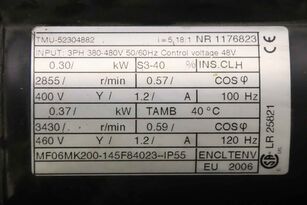 TMU-52304882 i=5,18:1 NR 1176823
INPUT: 3PH 380-480V 50/60Hz Control voltage 48V
0.30/ kW S3-40 % INS.CLH
2855/ r/min 0.57/ COSφ
400 V Y/ 1.2/ A 100 Hz
0.37/ kW TAMB 40 °C
3430/ r/min 0.59/ COSφ
460 V Y/ 1.2/ A 120 Hz
MF06MK200-145F84023--IP55 ENCLTENV
EU 2006
LR 25821